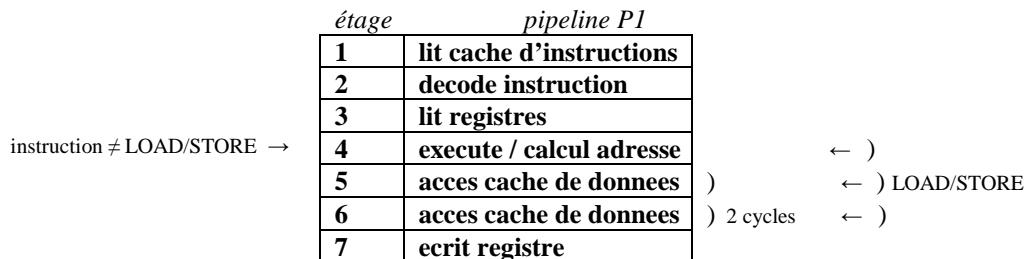 étage pipeline P1
1 lit cache d'instructions
2 decode instruction
3 lit registres
instruction ≠ LOAD/STORE → 4 execute / calcul adresse ← )
5 acces cache de donnees ) ← ) LOAD/STORE
6 acces cache de donnees ) 2 cycles ← )
7 ecrit registre